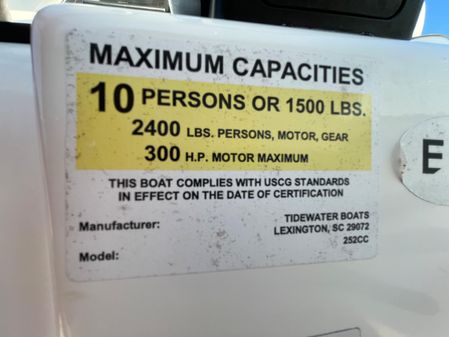 MAXIMUM CAPACITIES
10 PERSONS OR 1500 LBS.
2400 LBS. PERSONS, MOTOR, GEAR
300 H.P. MOTOR MAXIMUM
THIS BOAT COMPLIES WITH USCG STANDARDS
IN EFFECT ON THE DATE OF CERTIFICATION
Manufacturer: TIDEWATER BOATS
LEXINGTON, SC 29072
Model: 252CC
E